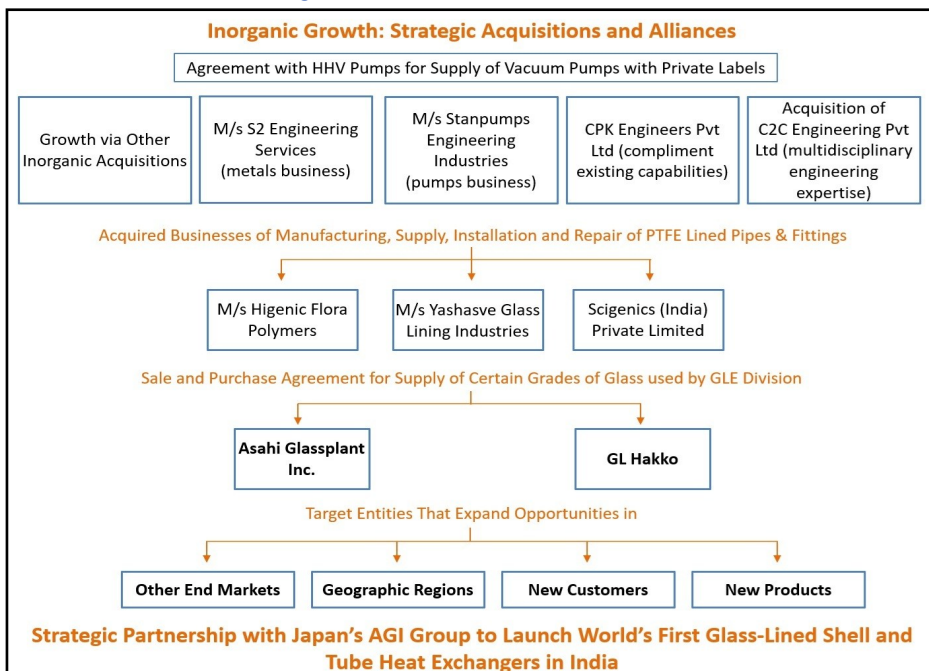 Inorganic Growth: Strategic Acquisitions and Alliances
Agreement with HHV Pumps for Supply of Vacuum Pumps with Private Labels
Growth via Other
Inorganic Acquisitions
M/s S2 Engineering
Services
(metals business)
M/s Stanpumps
Engineering
Industries
(pumps business)
CPK Engineers Pvt
Ltd (compliment
existing capabilities)
Acquisition of
C2C Engineering Pvt
Ltd (multidisciplinary
engineering
expertise)
Acquired Businesses of Manufacturing, Supply, Installation and Repair of PTFE Lined Pipes & Fittings
M/s Higenic Flora
Polymers
M/s Yashasve Glass
Lining Industries
Scigenics (India)
Private Limited
Sale and Purchase Agreement for Supply of Certain Grades of Glass used by GLE Division
Asahi Glassplant
Inc.
GL Hakko
Target Entities That Expand Opportunities in
Other End Markets
Geographic Regions
New Customers
New Products
Strategic Partnership with Japan's AGI Group to Launch World's First Glass-Lined Shell and
Tube Heat Exchangers in India